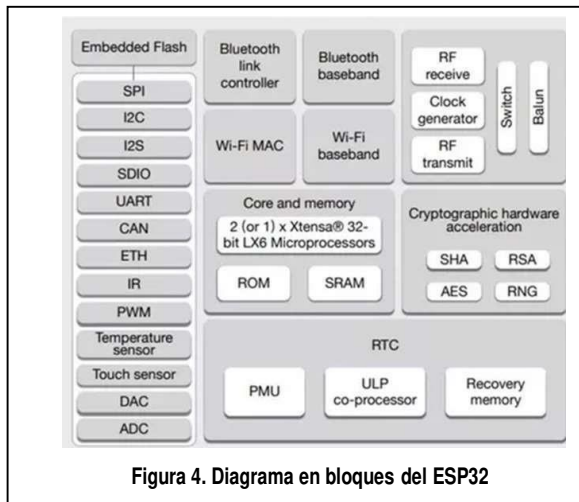 Embedded Flash
SPI
I2C
I2S
SDIO
UART
CAN
ETH
IR
PWM
Temperature
sensor
Touch sensor
DAC
ADC
Bluetooth
link
controller
Bluetooth
baseband
Wi-Fi MAC
Wi-Fi
baseband
RF
receive
Clock
generator
RF
transmit
Switch
Balun
Core and memory
2 (or 1) x Xtensa® 32-
bit LX6 Microprocessors
ROM
SRAM
Cryptographic hardware
acceleration
SHA
RSA
AES
RNG
RTC
PMU
ULP
co-processor
Recovery
memory
Figura 4. Diagrama en bloques del ESP32